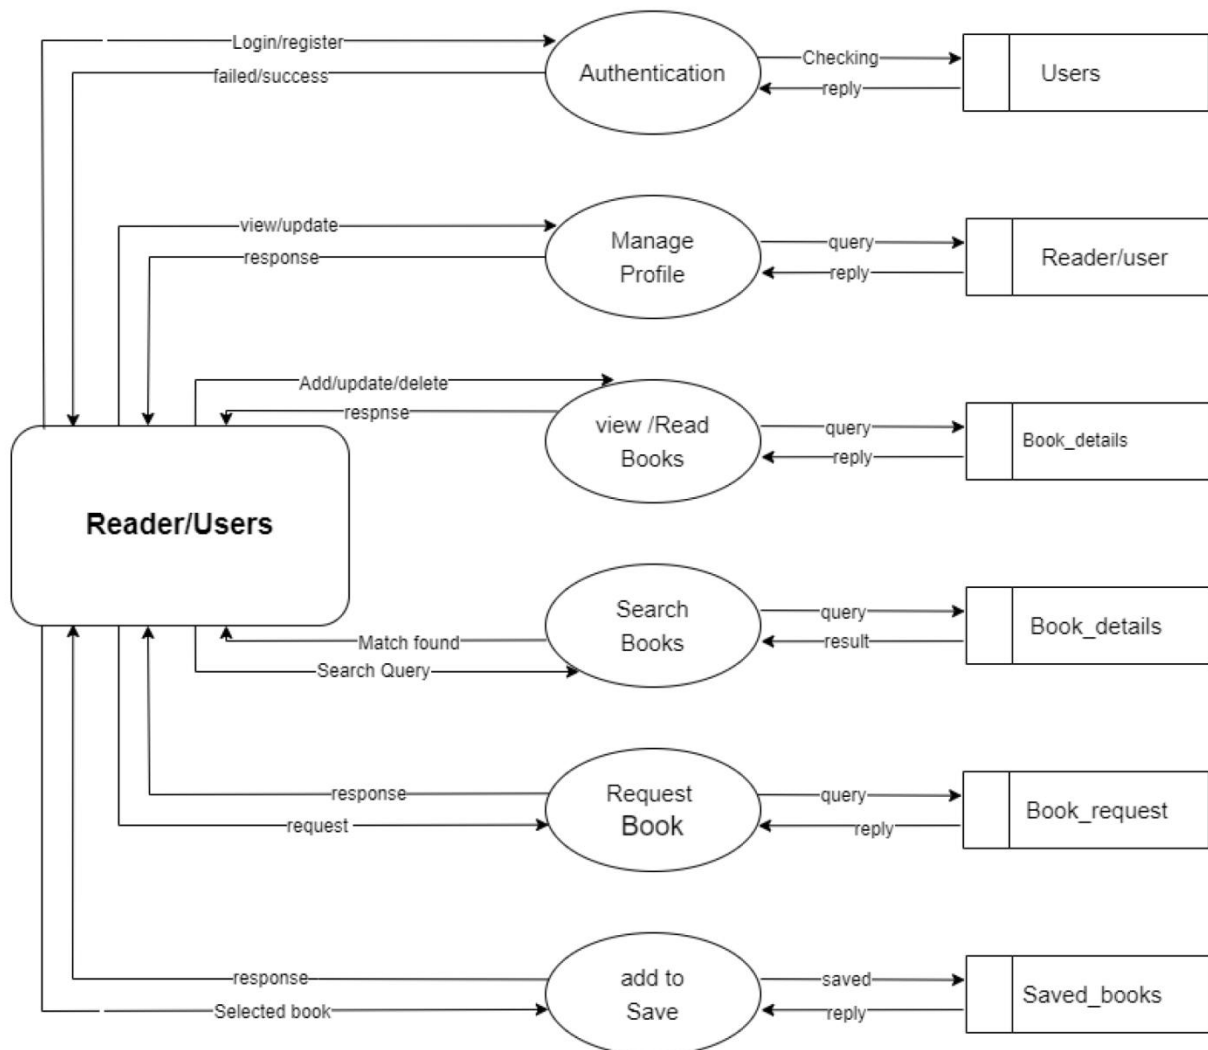 Login/register
failed/success
Authentication
Checking
reply
Users
view/update
response
Manage
Profile
query
reply
Reader/user
Add/update/delete
respnse
view /Read
Books
query
reply
Book_details
Reader/Users
Match found
Search Query
Search
Books
query
result
Book_details
response
request
Request
Book
query
reply
Book_request
response
Selected book
add to
Save
saved
reply
Saved_books